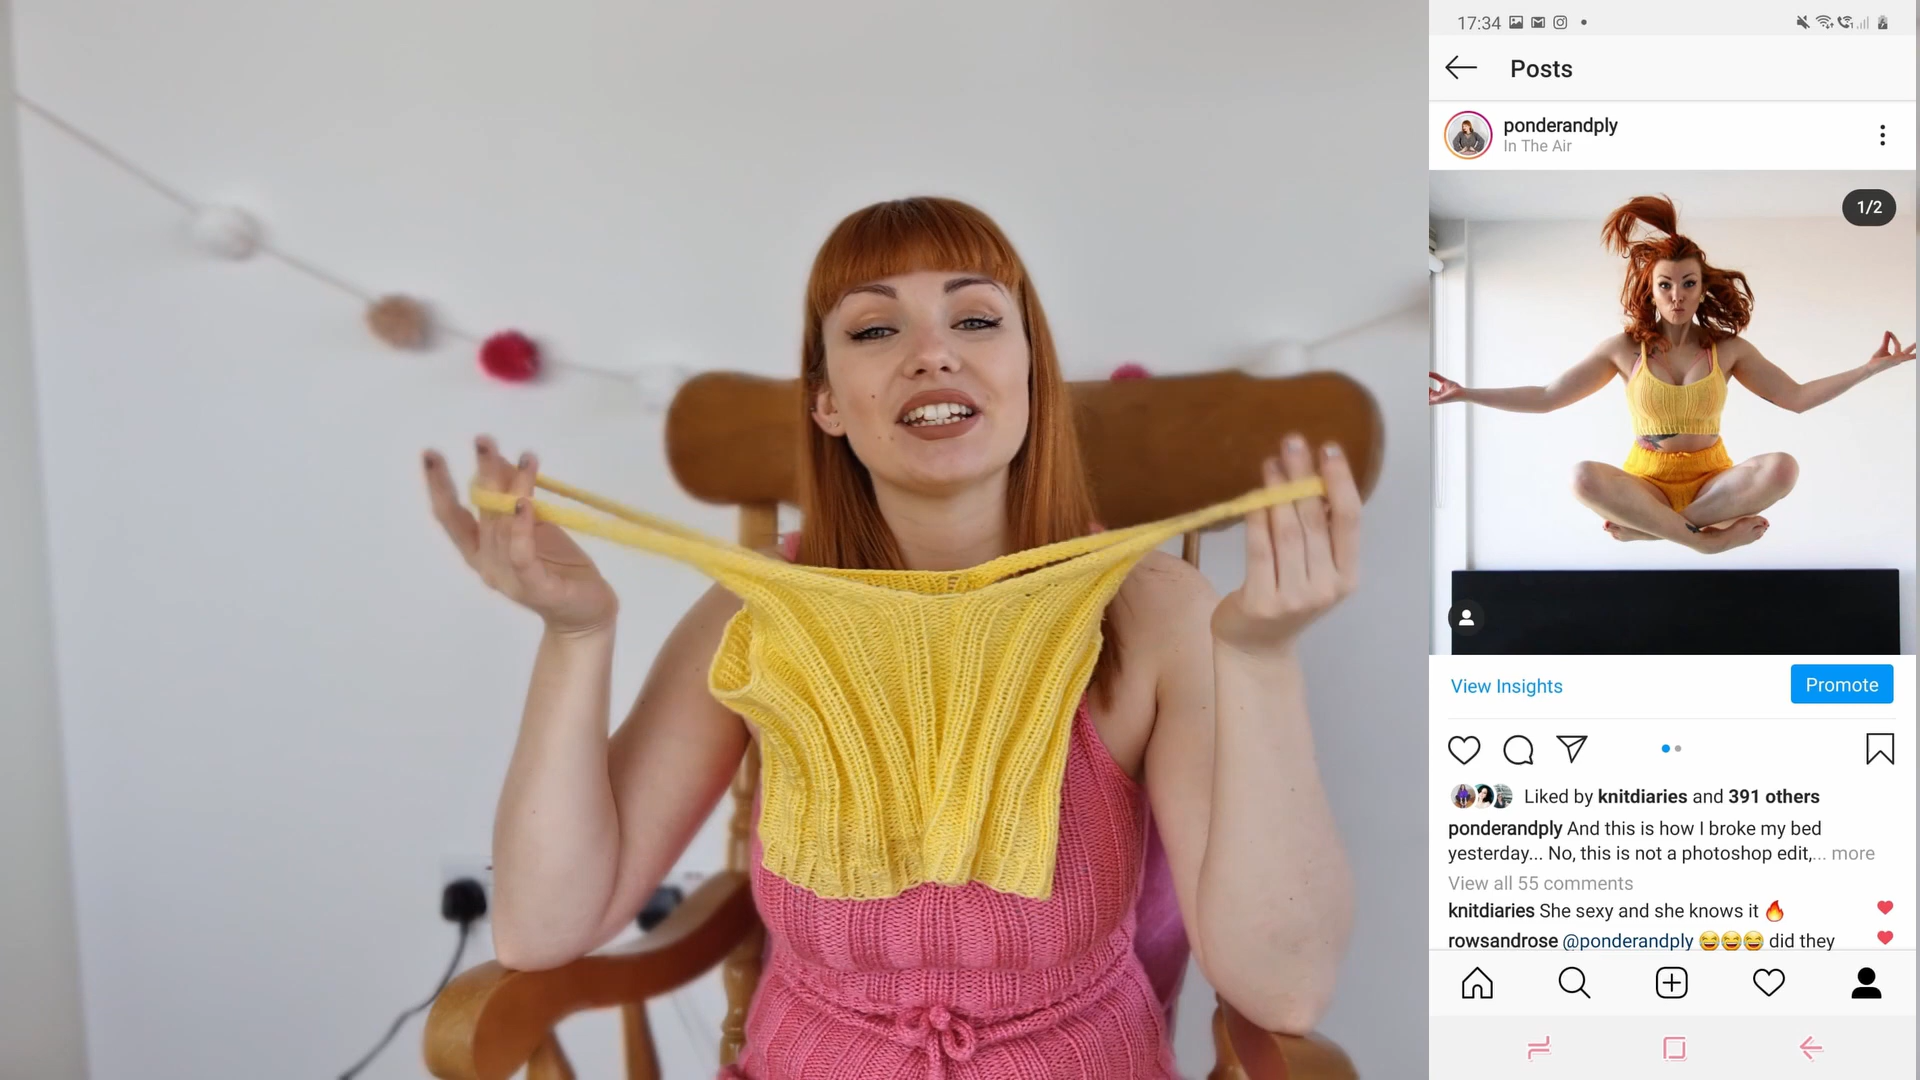 17:34
Posts
ponderandply
In The Air
1/2
View Insights
Promote
Liked by knitdiaries and 391 others
ponderandply And this is how I broke my bed
yesterday... No, this is not a photoshop edit,... more
View all 55 comments
knitdiaries She sexy and she knows it 🔥
rowsandrose @ponderandply 😆😆😆 did they